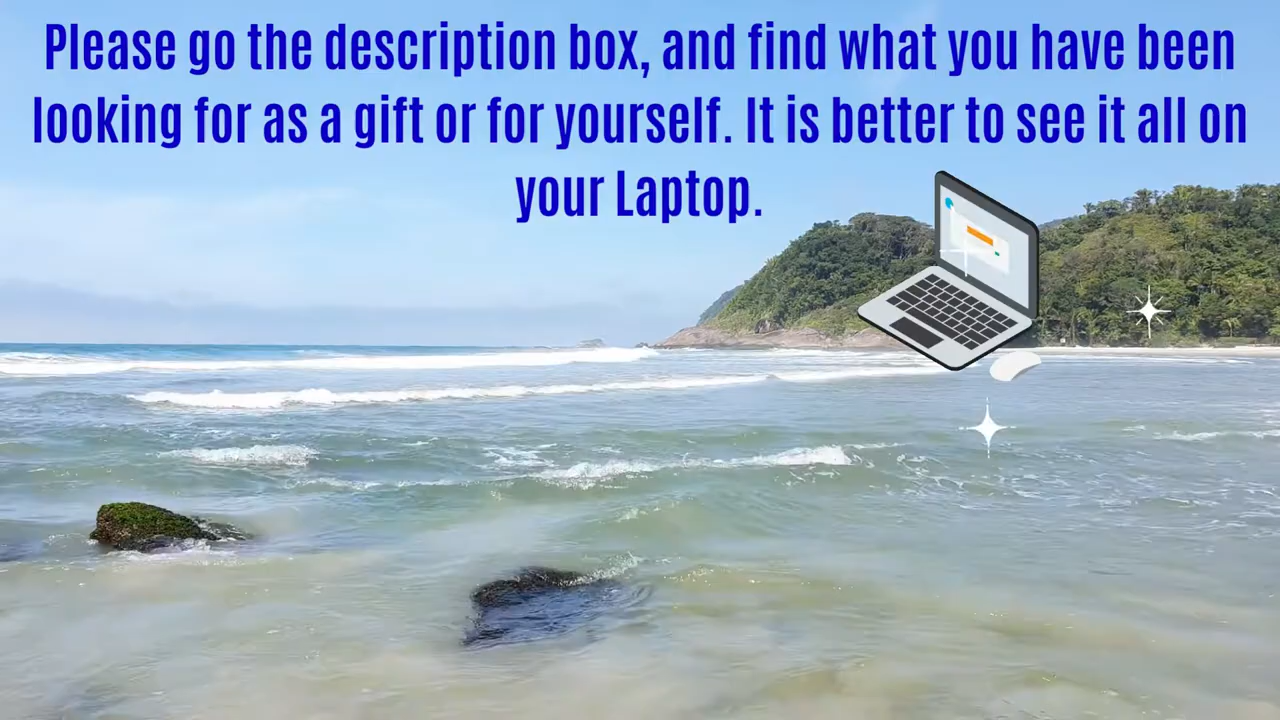 Please go the description box, and find what you have been
looking for as a gift or for yourself. It is better to see it all on
your Laptop.